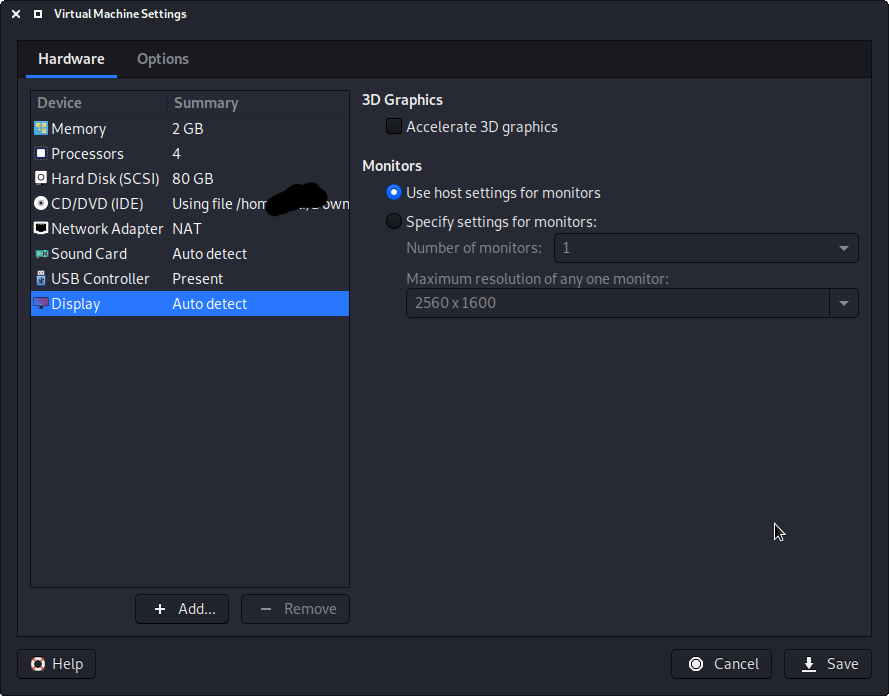 Virtual Machine Settings
Hardware Options
Device Summary
Memory 2 GB
Processors 4
Hard Disk (SCSI) 80 GB
CD/DVD (IDE) Using file /hom
Network Adapter NAT
Sound Card Auto detect
USB Controller Present
Display Auto detect
Add... Remove
3D Graphics
Accelerate 3D graphics
Monitors
Use host settings for monitors
Specify settings for monitors:
Number of monitors: 1
Maximum resolution of any one monitor:
2560 x 1600
Help Cancel Save